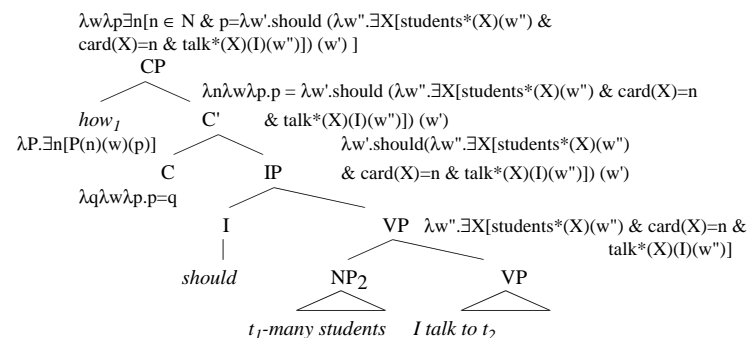 λwλp∃n[n ∈ N & p=λw'.should (λw".∃X[students*(X)(w") &
card(X)=n & talk*(X)(I)(w")]) (w') ]
CP
λnλwλp.p = λw'.should (λw".∃X[students*(X)(w") & card(X)=n
how1 C' & talk*(X)(I)(w")]) (w')
λP.∃n[P(n)(w)(p)] λw'.should(λw".∃X[students*(X)(w")
C IP & card(X)=n & talk*(X)(I)(w")]) (w')
λqλwλp.p=q
I VP λw".∃X[students*(X)(w") & card(X)=n &
talk*(X)(I)(w")]
should NP2 VP
t1-many students I talk to t2